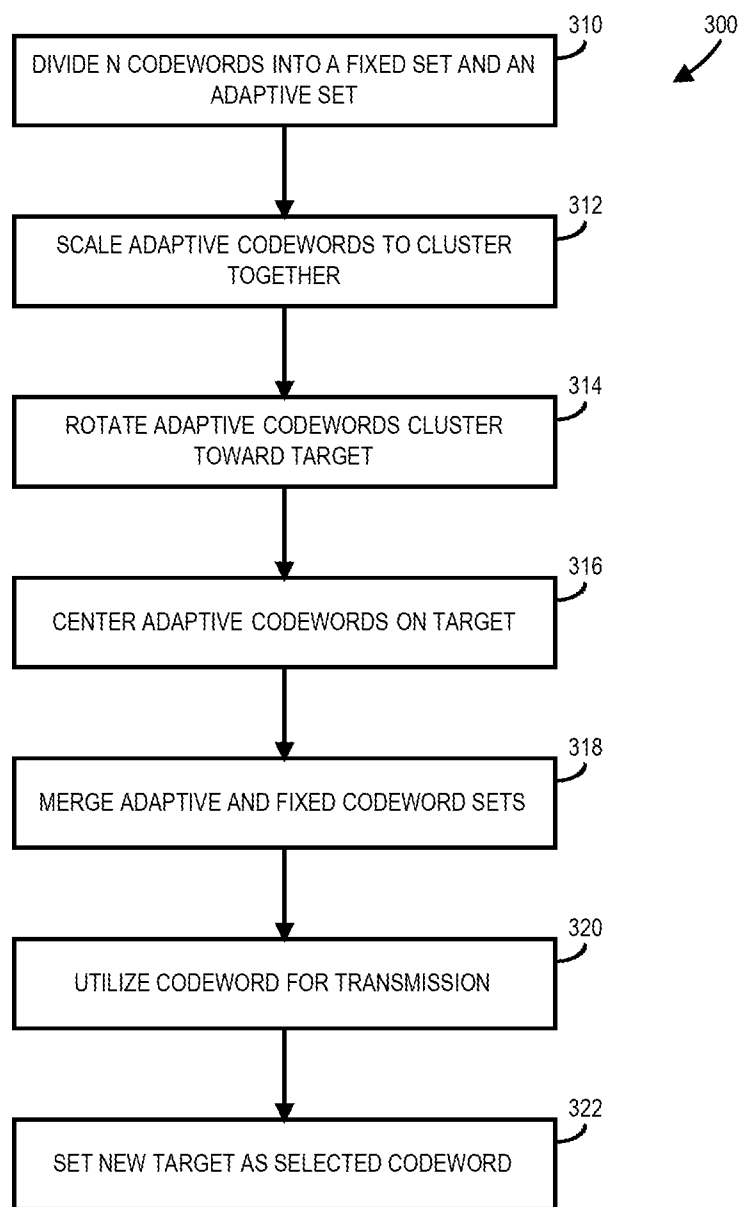 310
300
DIVIDE N CODEWORDS INTO A FIXED SET AND AN
ADAPTIVE SET
312
SCALE ADAPTIVE CODEWORDS TO CLUSTER
TOGETHER
314
ROTATE ADAPTIVE CODEWORDS CLUSTER
TOWARD TARGET
316
CENTER ADAPTIVE CODEWORDS ON TARGET
318
MERGE ADAPTIVE AND FIXED CODEWORD SETS
320
UTILIZE CODEWORD FOR TRANSMISSION
322
SET NEW TARGET AS SELECTED CODEWORD